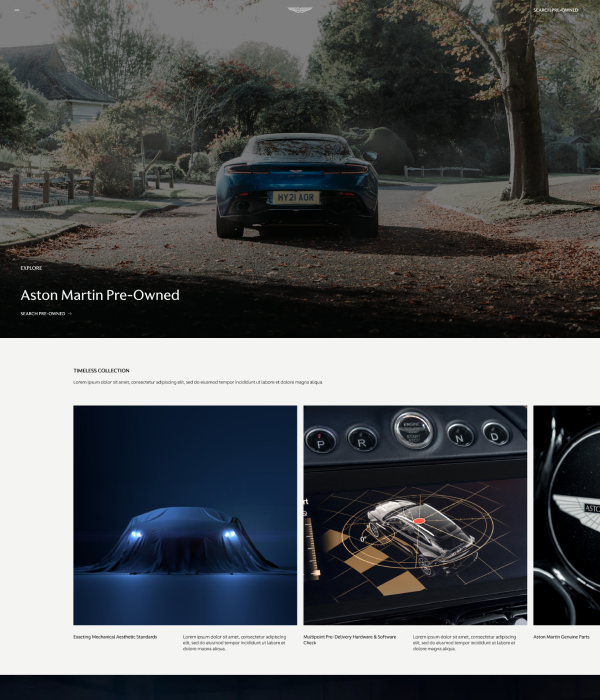 SEARCH PRE-OWNED
HY21 AOR
EXPLORE
Aston Martin Pre-Owned
SEARCH PRE-OWNED
TIMELESS COLLECTION
Lorem ipsum dolor sit amet, consectetur adipiscing elit, sed do eiusmod tempor incididunt ut labore et dolore magna aliqua.
P
R
ENGINE
START
N
D
0°
ASTO
Exacting Mechanical Aesthetic Standards
Lorem ipsum dolor sit amet, consectetur adipiscing
elit, sed do eiusmod tempor incididunt ut labore et
dolore magna aliqua.
Multipoint Pre-Delivery Hardware & Software
Check
Lorem ipsum dolor sit amet, consectetur adipiscing
elit, sed do eiusmod tempor incididunt ut labore et
dolore magna aliqua.
Aston Martin Genuine Parts